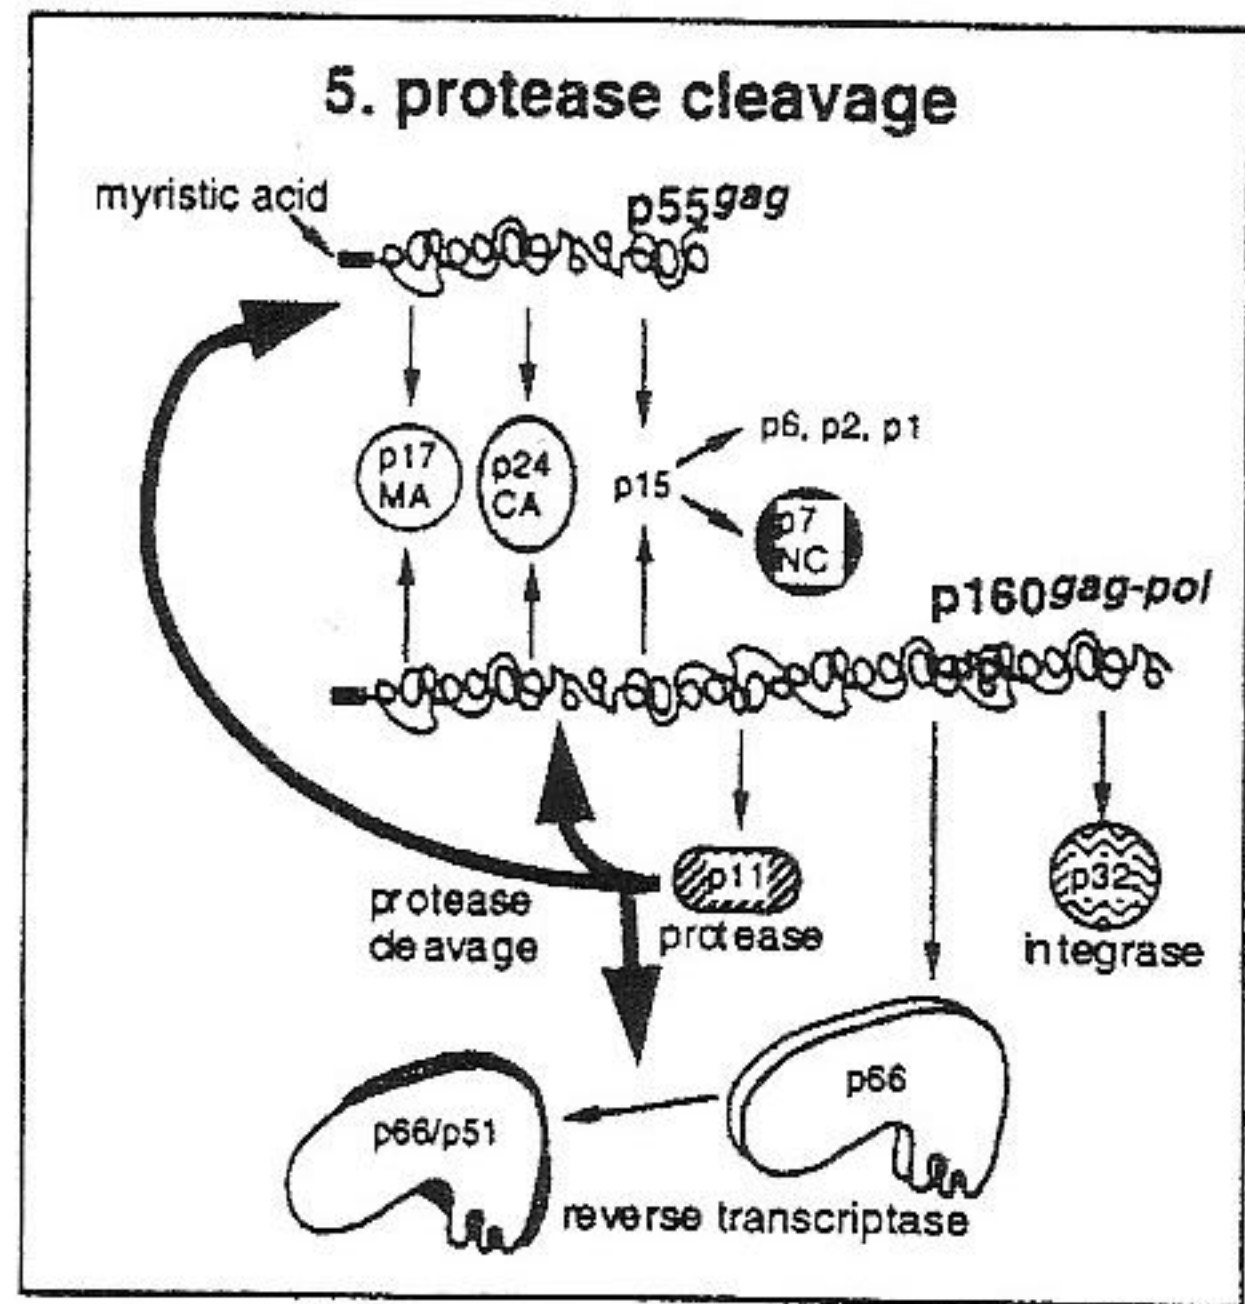 5. protease cleavage
myristic acid
p55gag
p17
MA
p24
CA
p15
p6, p2, p1
p7
NC
p160gag-pol
protease
cleavage
p11
protease
p32
integrase
p66
p66/p51
reverse transcriptase